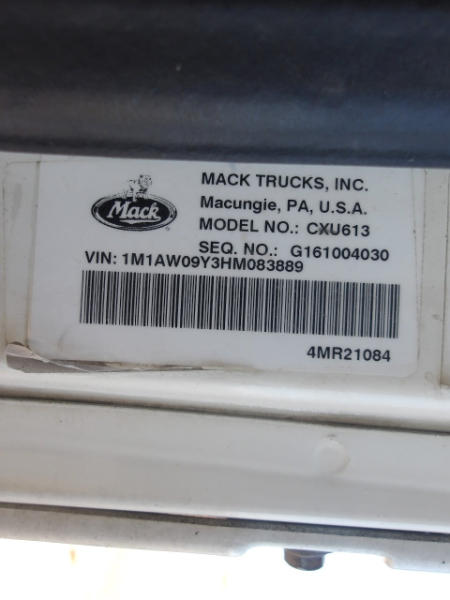 Mack
MACK TRUCKS, INC.
Macungie, PA, U.S.A.
MODEL NO.: CXU613
SEQ. NO.: G161004030
VIN: 1M1AW09Y3HM083889
4MR21084